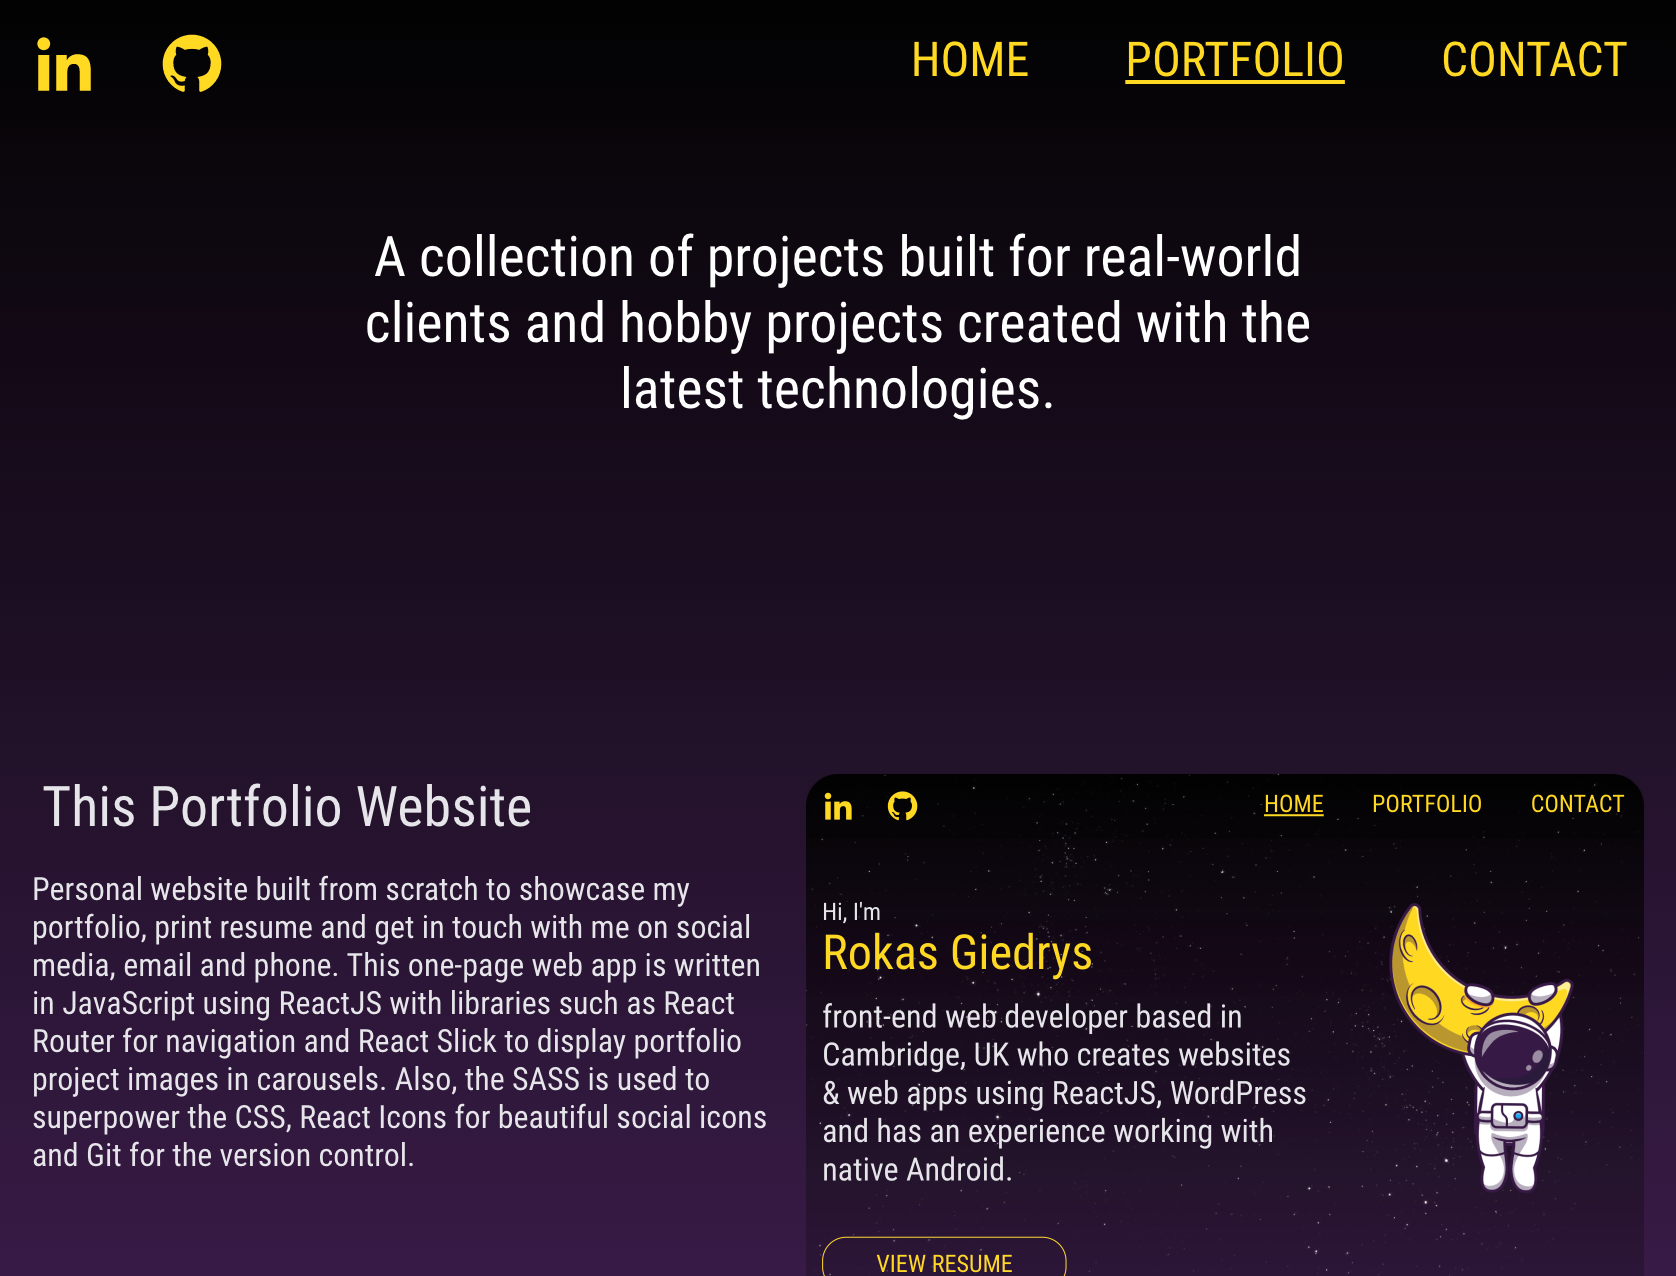 in
HOME PORTFOLIO CONTACT
A collection of projects built for real-world
clients and hobby projects created with the
latest technologies.
This Portfolio Website
Personal website built from scratch to showcase my
portfolio, print resume and get in touch with me on social
media, email and phone. This one-page web app is written
in JavaScript using ReactJS with libraries such as React
Router for navigation and React Slick to display portfolio
project images in carousels. Also, the SASS is used to
superpower the CSS, React Icons for beautiful social icons
and Git for the version control.
in
HOME PORTFOLIO CONTACT
Hi, I'm
Rokas Giedrys
front-end web developer based in
Cambridge, UK who creates websites
& web apps using ReactJS, WordPress
and has an experience working with
native Android.
VIEW RESUME